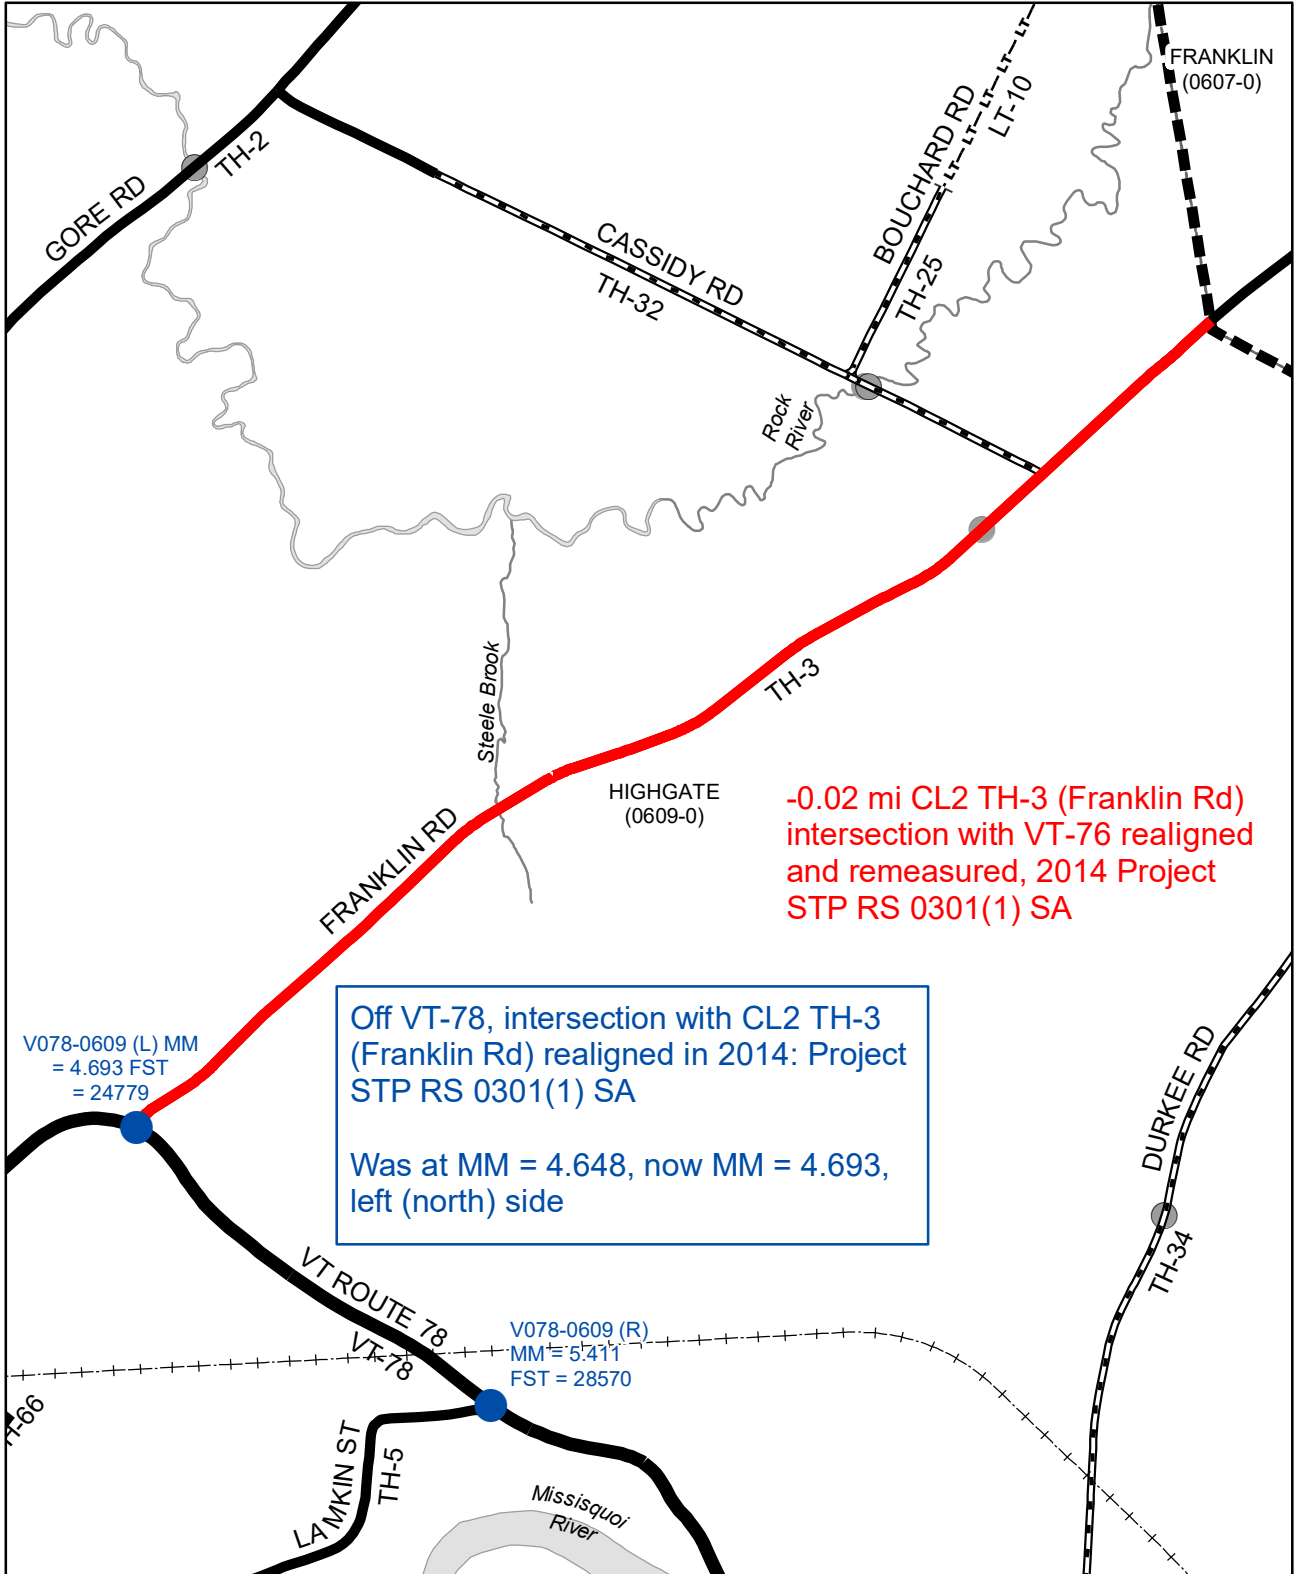 FRANKLIN
(0607-0)
LT LT LT LT
LT-10
BOUCHARD RD
TH-25
TH-2
GORE RD
CASSIDY RD
TH-32
Rock
River
TH-3
Steele Brook
HIGHGATE
(0609-0)
-0.02 mi CL2 TH-3 (Franklin Rd)
intersection with VT-76 realigned
and remeasured, 2014 Project
STP RS 0301(1) SA
FRANKLIN RD
Off VT-78, intersection with CL2 TH-3
(Franklin Rd) realigned in 2014: Project
STP RS 0301(1) SA
Was at MM = 4.648, now MM = 4.693,
left (north) side
V078-0609 (L) MM
= 4.693 FST
= 24779
DURKEE RD
TH-34
VT ROUTE 78
VT-78
V078-0609 (R)
MM = 5.411
FST = 28570
H-66
LAMKIN ST
TH-5
Missisquoi
River